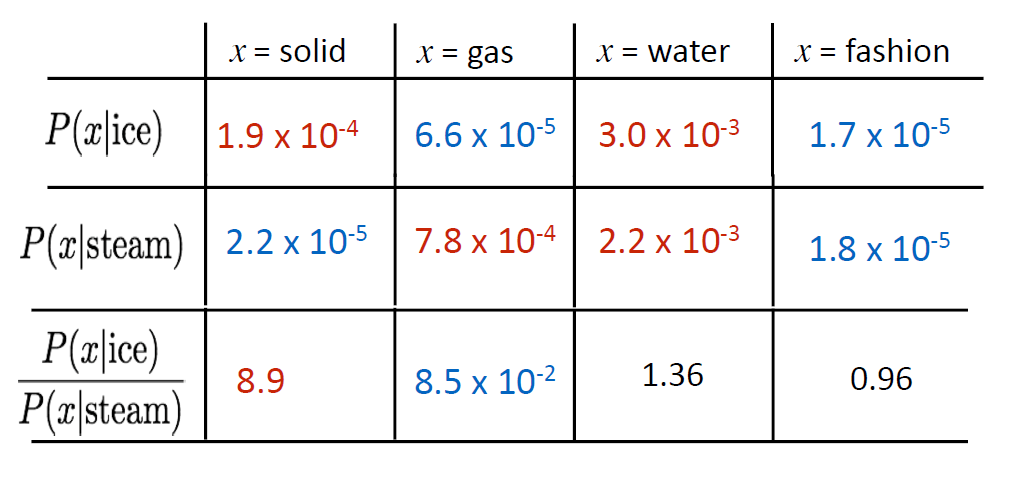 x = solid x = gas x = water x = fashion
P(x|ice) 1.9 x 10-4 6.6 x 10-5 3.0 x 10-3 1.7 x 10-5
P(x|steam) 2.2 x 10-5 7.8 x 10-4 2.2 x 10-3 1.8 x 10-5
P(x|ice)
P(x|steam) 8.9 8.5 x 10-2 1.36 0.96